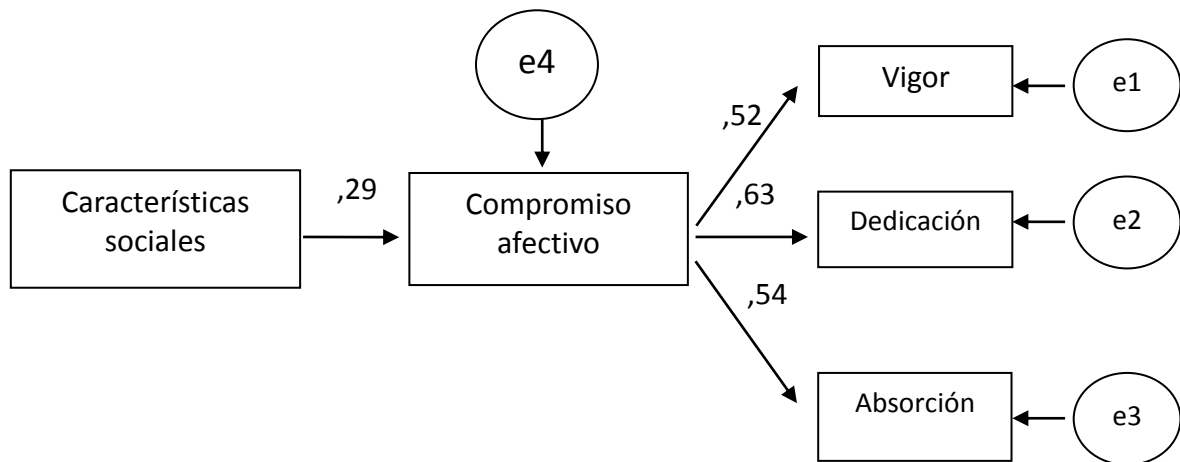 e4
Vigor
e1
,52
Características
sociales
,29
Compromiso
afectivo
,63
Dedicación
e2
,54
Absorción
e3